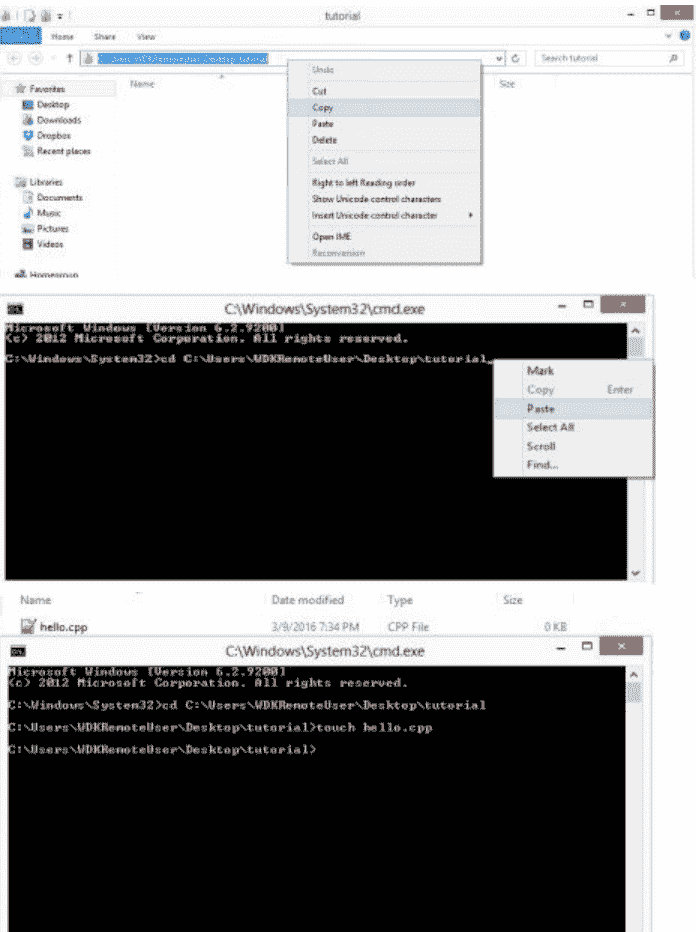 tutorial
Home Share View
Search tutorial
Name Size
Favorites
Desktop
Downloads
Dropbox
Recent places
Libraries
Documents
Music
Pictures
Videos
Homegroup
Undo
Cut
Copy
Paste
Delete
Select All
Right to left Reading order
Show Unicode control characters
Insert Unicode control character
Open IME
Reconversion
C:\Windows\System32\cmd.exe
Microsoft Windows [Version 6.2.9200]
(c) 2012 Microsoft Corporation. All rights reserved.
C:\Windows\System32>cd C:\Users\WDKRemoteUser\Desktop\tutorial_
Mark
Copy Enter
Paste
Select All
Scroll
Find...
Name Date modified Type Size
hello.cpp 3/9/2016 7:34 PM CPP File 0 KB
C:\Windows\System32\cmd.exe
Microsoft Windows [Version 6.2.9200]
(c) 2012 Microsoft Corporation. All rights reserved.
C:\Windows\System32>cd C:\Users\WDKRemoteUser\Desktop\tutorial
C:\Users\WDKRemoteUser\Desktop\tutorial>touch hello.cpp
C:\Users\WDKRemoteUser\Desktop\tutorial>